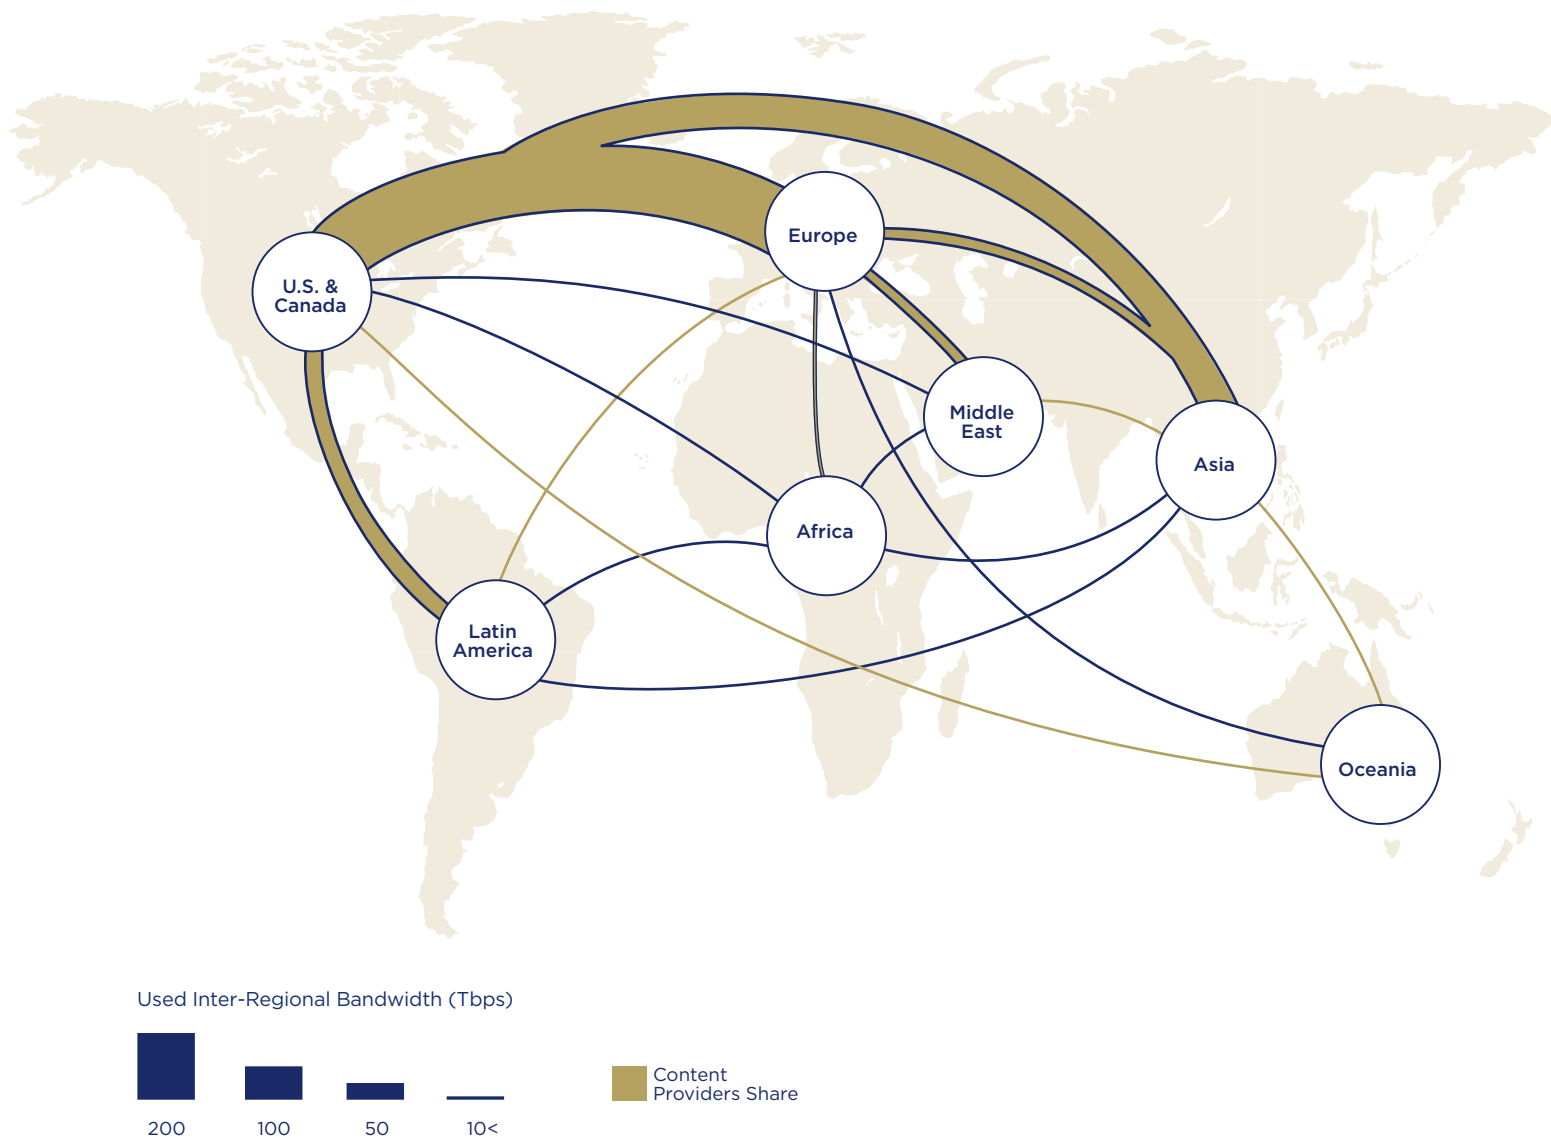 Europe
U.S. &
Canada
Middle
East
Asia
Africa
Latin
America
Oceania
Used Inter-Regional Bandwidth (Tbps)
Content
Providers Share
200
100
50
10<